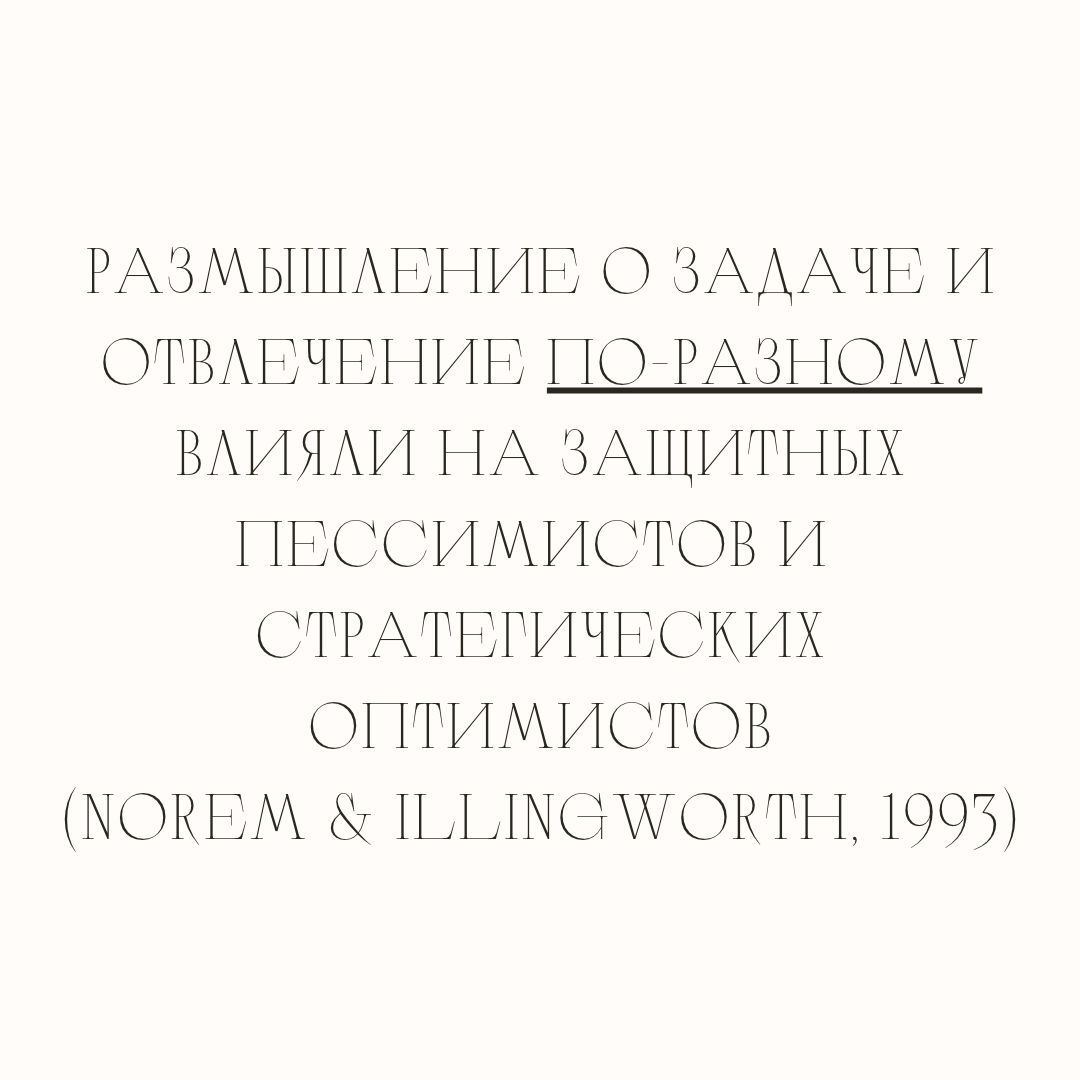 РАЗМЫШЛЕНИЕ О ЗАДАЧЕ И
ОТВЛЕЧЕНИЕ ПО-РАЗНОМУ
ВЛИЯЛИ НА ЗАЩИТНЫХ
ПЕССИМИСТОВ И
СТРАТЕГИЧЕСКИХ
ОПТИМИСТОВ
(NOREM & ILLINGWORTH, 1993)